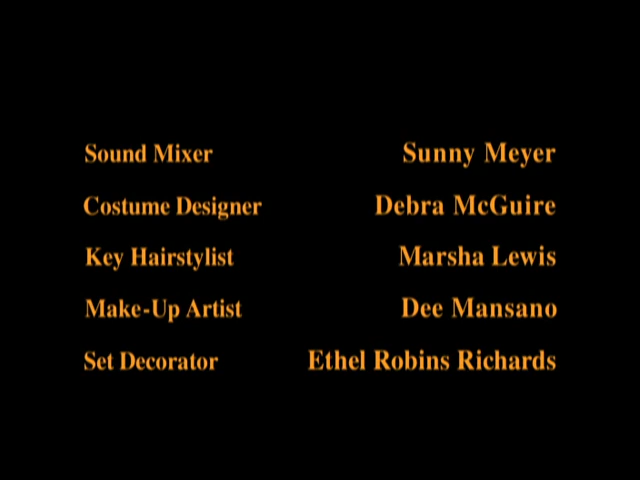 Sound Mixer Sunny Meyer
Costume Designer Debra McGuire
Key Hairstylist Marsha Lewis
Make-Up Artist Dee Mansano
Set Decorator Ethel Robins Richards